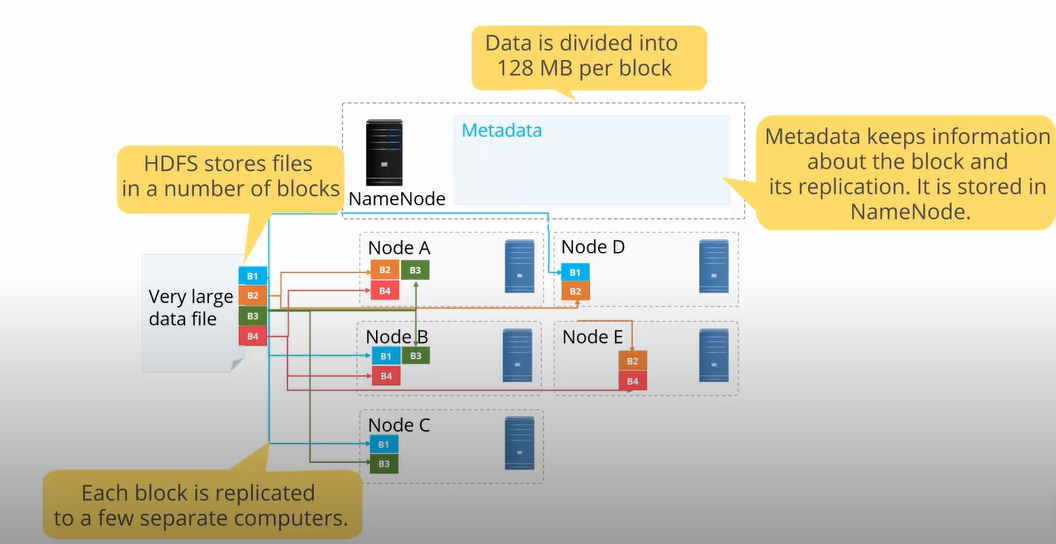 Data is divided into
128 MB per block
Metadata
NameNode
Metadata keeps information
about the block and
its replication. It is stored in
NameNode.
HDFS stores files
in a number of blocks
Very large
data file
B1
B2
B3
B4
Node A
B2 B3
B4
Node D
B1
B2
Node B
B1 B3
B4
Node E
B2
B4
Node C
B1
B3
Each block is replicated
to a few separate computers.